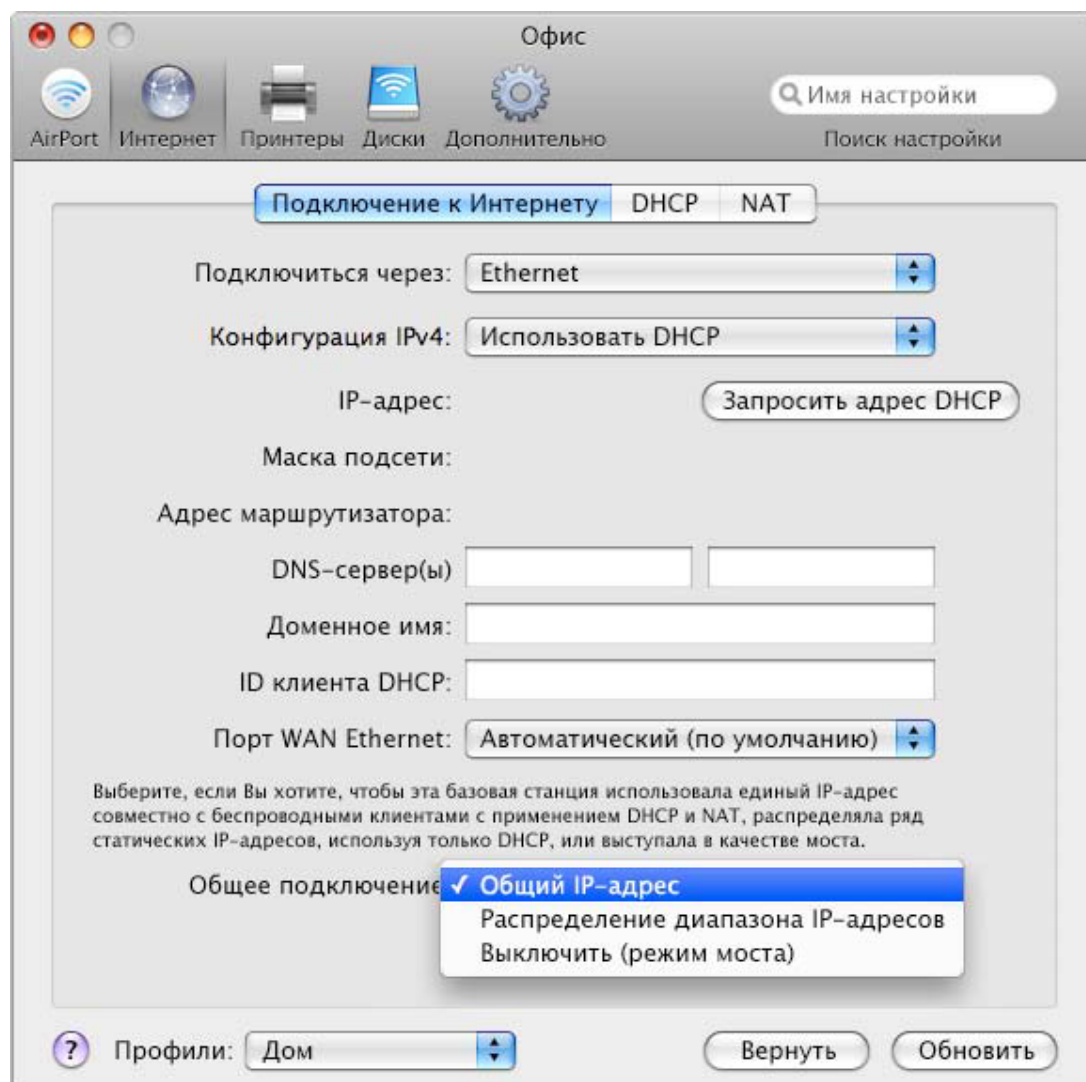 Офис
Имя настройки
AirPort Интернет Принтеры Диски Дополнительно Поиск настройки
Подключение к Интернету DHCP NAT
Подключиться через: Ethernet
Конфигурация IPv4: Использовать DHCP
IP-адрес: Запросить адрес DHCP
Маска подсети:
Адрес маршрутизатора:
DNS-сервер(ы)
Доменное имя:
ID клиента DHCP:
Порт WAN Ethernet: Автоматический (по умолчанию)
Выберите, если Вы хотите, чтобы эта базовая станция использовала единый IP-адрес
совместно с беспроводными клиентами с применением DHCP и NAT, распределяла ряд
статических IP-адресов, используя только DHCP, или выступала в качестве моста.
Общее подключение ✓ Общий IP-адрес
Распределение диапазона IP-адресов
Выключить (режим моста)
? Профили: Дом Вернуть Обновить